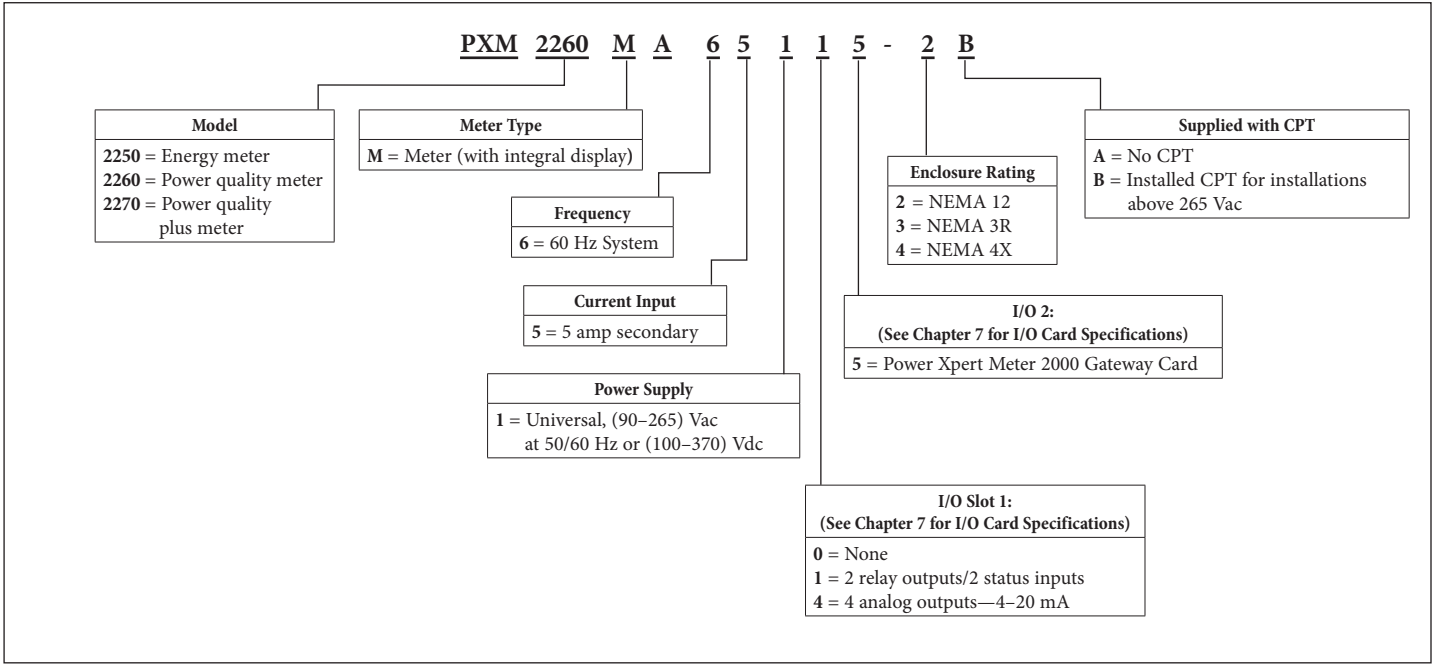 PXM 2260 M A 6 5 1 1 5 - 2 B
Model
2250 = Energy meter
2260 = Power quality meter
2270 = Power quality
plus meter
Meter Type
M = Meter (with integral display)
Frequency
6 = 60 Hz System
Current Input
5 = 5 amp secondary
Power Supply
1 = Universal, (90–265) Vac
at 50/60 Hz or (100–370) Vdc
I/O Slot 1:
(See Chapter 7 for I/O Card Specifications)
0 = None
1 = 2 relay outputs/2 status inputs
4 = 4 analog outputs—4–20 mA
I/O 2:
(See Chapter 7 for I/O Card Specifications)
5 = Power Xpert Meter 2000 Gateway Card
Enclosure Rating
2 = NEMA 12
3 = NEMA 3R
4 = NEMA 4X
Supplied with CPT
A = No CPT
B = Installed CPT for installations
above 265 Vac